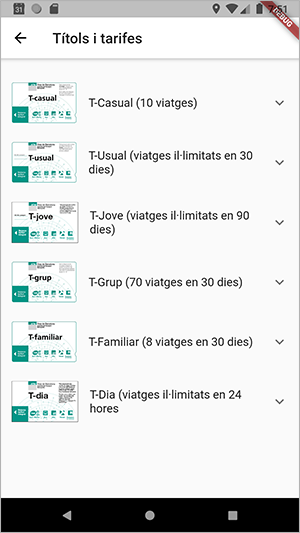 31
DEBUG
Títols i tarifes
T-casual
T-Casual (10 viatges)
T-usual
T-Usual (viatges il·limitats en 30
dies)
T-jove
T-Jove (viatges il·limitats en 90
dies)
T-grup
T-Grup (70 viatges en 30 dies)
T-familiar
T-Familiar (8 viatges en 30 dies)
T-dia
T-Dia (viatges il·limitats en 24
hores